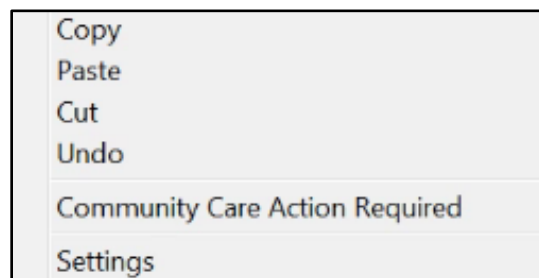 Copy
Paste
Cut
Undo
Community Care Action Required
Settings